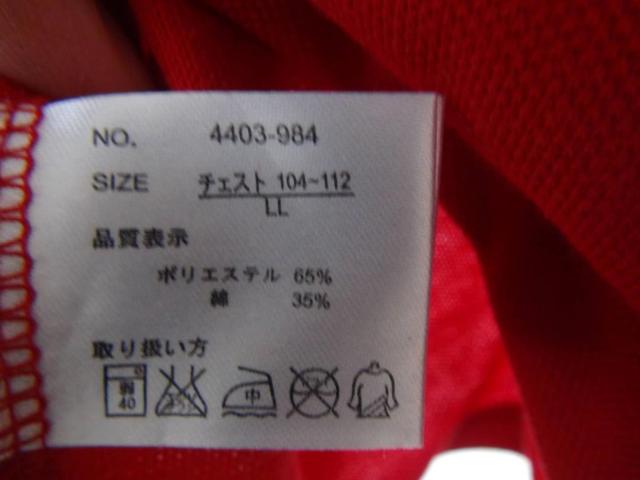 NO. 4403-984
SIZE チェスト 104~112
LL
品質表示
ポリエステル 65%
綿 35%
取り扱い方
弱
40
中